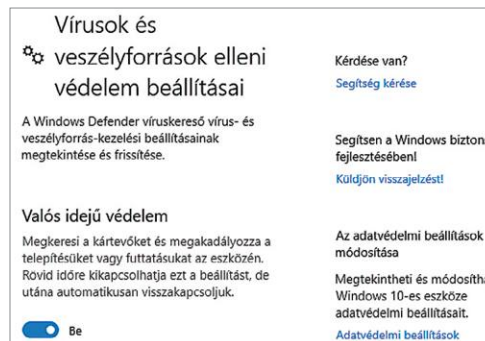 Vírusok és
veszélyforrások elleni
védelem beállításai
A Windows Defender víruskereső vírus- és
veszélyforrás-kezelési beállításainak
megtekintése és frissítése.
Valós idejű védelem
Megkeresi a kártevőket és megakadályozza a
telepítésüket vagy futtatásukat az eszközén.
Rövid időre kikapcsolhatja ezt a beállítást, de
utána automatikusan visszakapcsoljuk.
Be
Kérdése van?
Segítség kérése
Segítsen a Windows bizton
fejlesztésében!
Küldjön visszajelzést!
Az adatvédelmi beállítások
módosítása
Megtekintheti és módosítha
Windows 10-es eszköze
adatvédelmi beállításait.
Adatvédelmi beállítások